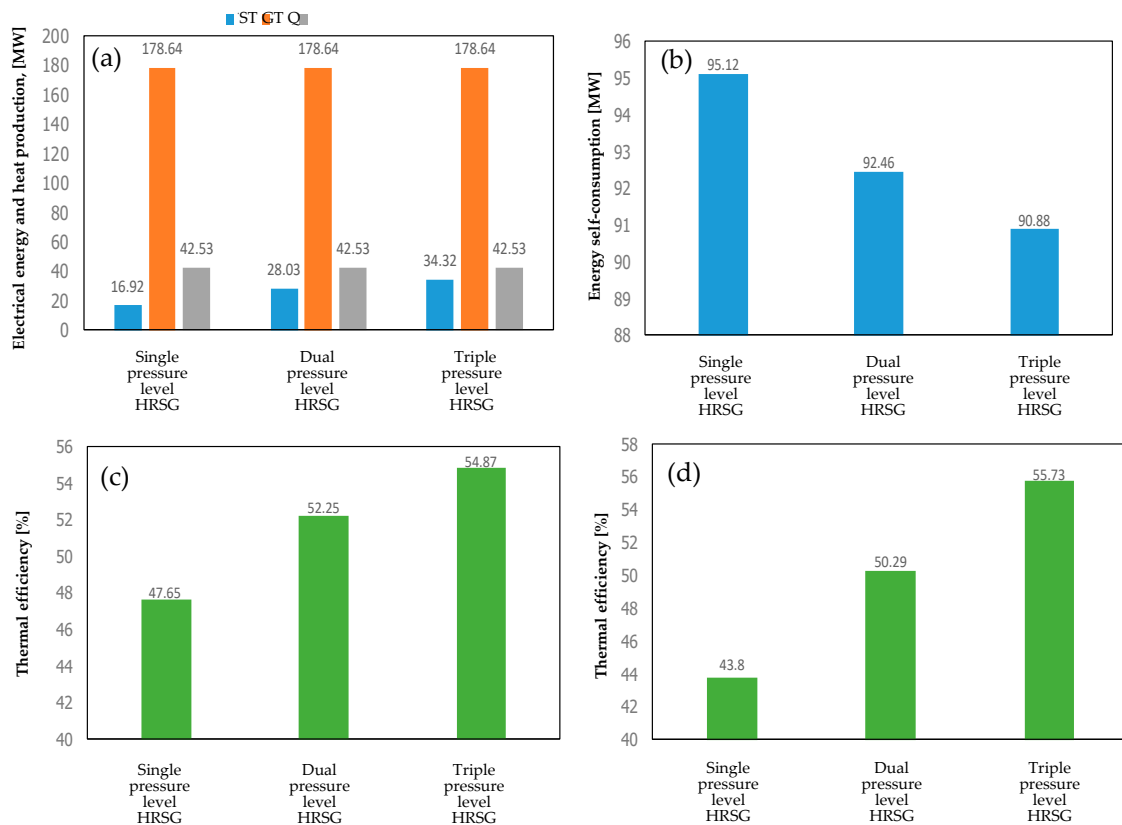 ST GT Q
Electrical energy and heat production, [MW]
200
180
160
140
120
100
80
60
40
20
0
(a)
178.64
178.64
178.64
42.53
42.53
42.53
16.92
28.03
34.32
Single
pressure
level
HRSG
Dual
pressure
level
HRSG
Triple
pressure
level
HRSG
Energy self-consumption [MW]
96
95
94
93
92
91
90
89
88
(b)
95.12
92.46
90.88
Single
pressure
level
HRSG
Dual
pressure
level
HRSG
Triple
pressure
level
HRSG
Thermal efficiency [%]
56
54
52
50
48
46
44
42
40
(c)
47.65
52.25
54.87
Single
pressure
level
HRSG
Dual
pressure
level
HRSG
Triple
pressure
level
HRSG
Thermal efficiency [%]
58
56
54
52
50
48
46
44
42
40
(d)
43.8
50.29
55.73
Single
pressure
level
HRSG
Dual
pressure
level
HRSG
Triple
pressure
level
HRSG